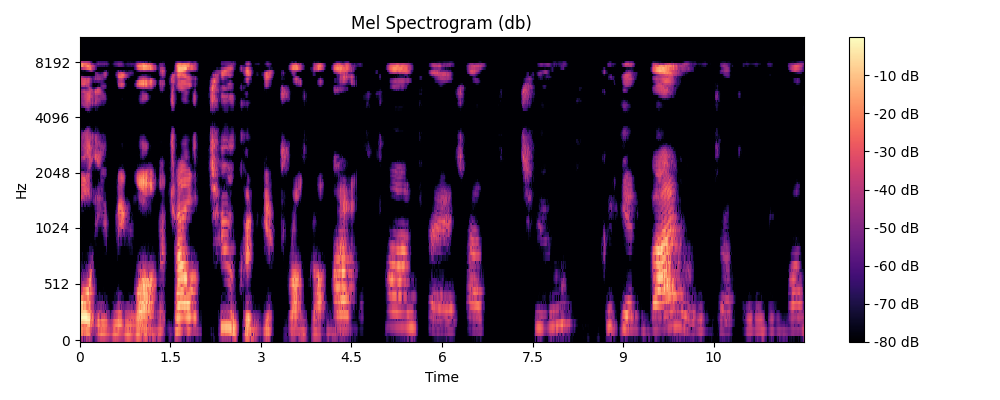 Mel Spectrogram (db)
8192
4096
2048
1024
512
0
Hz
0 1.5 3 4.5 6 7.5 9 10
Time
-10 dB
-20 dB
-30 dB
-40 dB
-50 dB
-60 dB
-70 dB
-80 dB